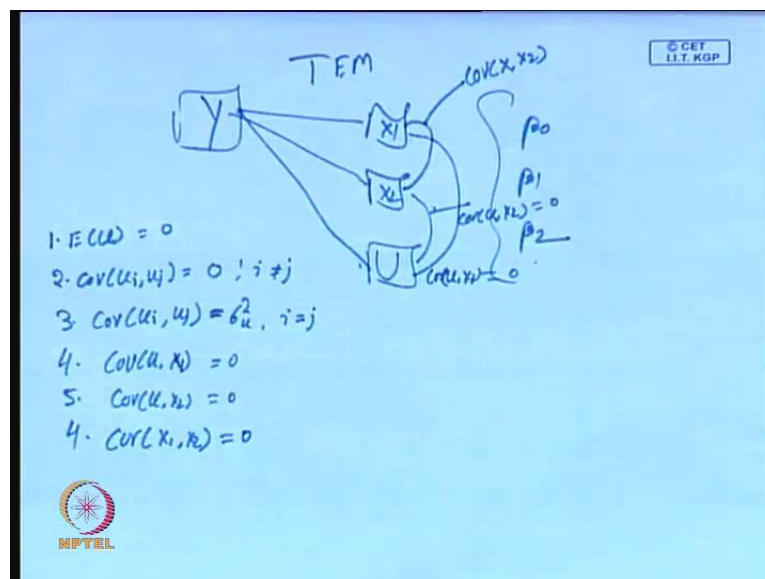 TEM
© CET
I.I.T. KGP
Cov(x1, x2)
Y
x1
x2
U
β0
β1
β2
Cov(u, x2) = 0
Cov(u, x1) = 0
1. E(u) = 0
2. Cov(ui, uj) = 0 ; i ≠ j
3. Cov(ui, uj) = σ²u, i = j
4. Cov(u, x1) = 0
5. Cov(u, x2) = 0
4. Cov(x1, x2) = 0
NPTEL